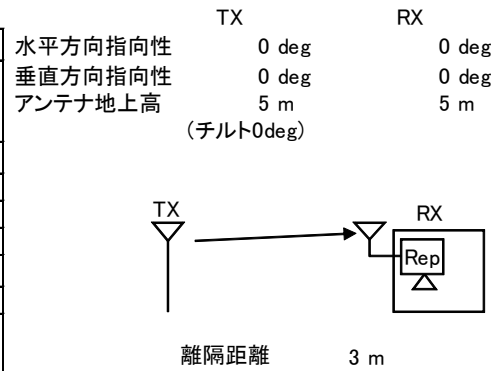 TX RX
水平方向指向性 0 deg 0 deg
垂直方向指向性 0 deg 0 deg
アンテナ地上高 5 m 5 m
(チルト0deg)
TX RX
Rep
離隔距離 3 m